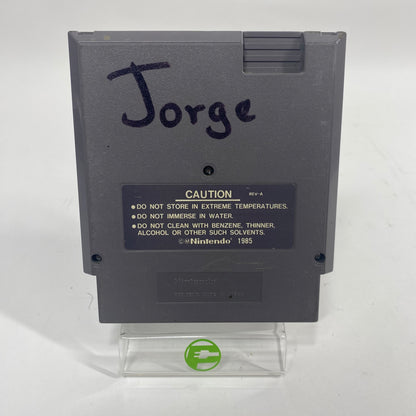 Jorge
CAUTION REV-A
•DO NOT STORE IN EXTREME TEMPERATURES.
•DO NOT IMMERSE IN WATER.
•DO NOT CLEAN WITH BENZENE, THINNER,
ALCOHOL OR OTHER SUCH SOLVENTS.
©Nintendo® 1985
Nintendo